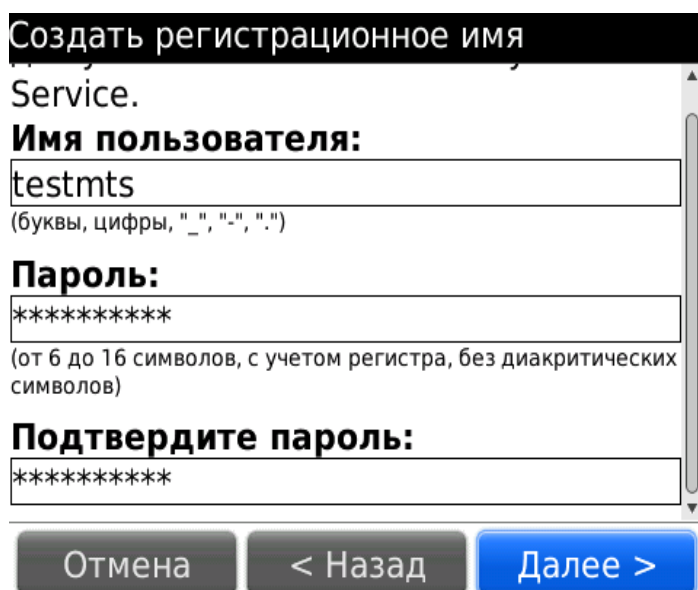 Создать регистрационное имя
Service.
Имя пользователя:
testmts
(буквы, цифры, "_", "-", ".")
Пароль:
**********
(от 6 до 16 символов, с учетом регистра, без диакритических
символов)
Подтвердите пароль:
**********
Отмена
< Назад
Далее >